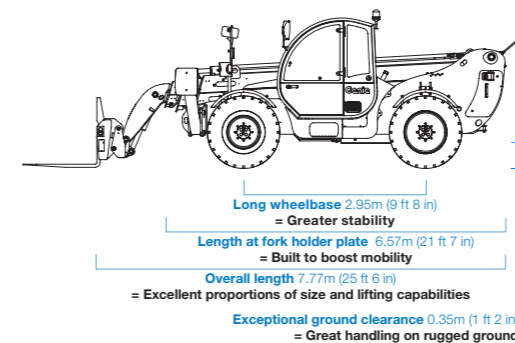 Genie
Long wheelbase 2.95m (9 ft 8 in)
= Greater stability
Length at fork holder plate 6.57m (21 ft 7 in)
= Built to boost mobility
Overall length 7.77m (25 ft 6 in)
= Excellent proportions of size and lifting capabilities
Exceptional ground clearance 0.35m (1 ft 2 in
= Great handling on rugged ground